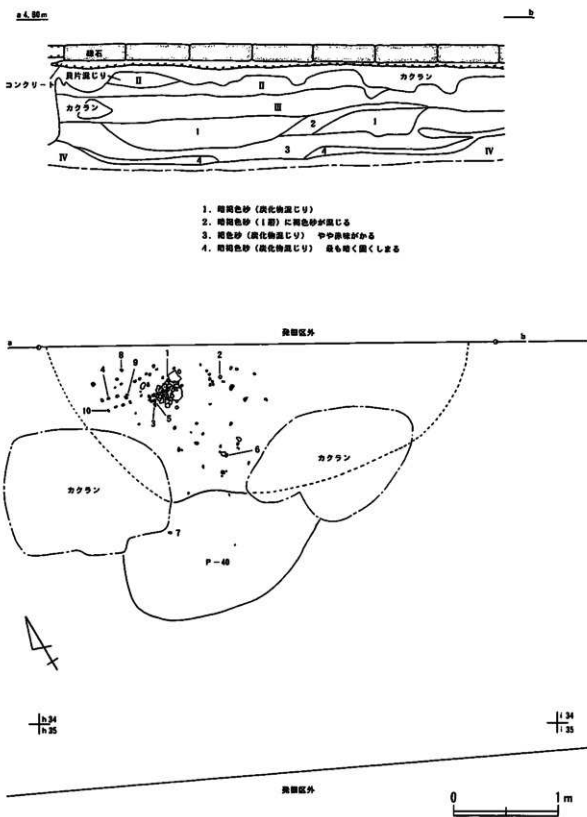 a 4.80m b
縁石
コンクリート 貝片混じり II II カクラン
カクラン III
1 2 1
IV 4 3 4 IV
1. 暗褐色砂(炭化物混じり)
2. 暗褐色砂(1層)に褐色砂が混じる
3. 褐色砂(炭化物混じり) やや赤味がかる
4. 暗褐色砂(炭化物混じり) 最も暗く固くしまる
発掘区外
a b
8 1 2
4 9
10 3 5
6
カクラン カクラン
7
P-40
h34 i34
h35 i35
発掘区外
0 1m